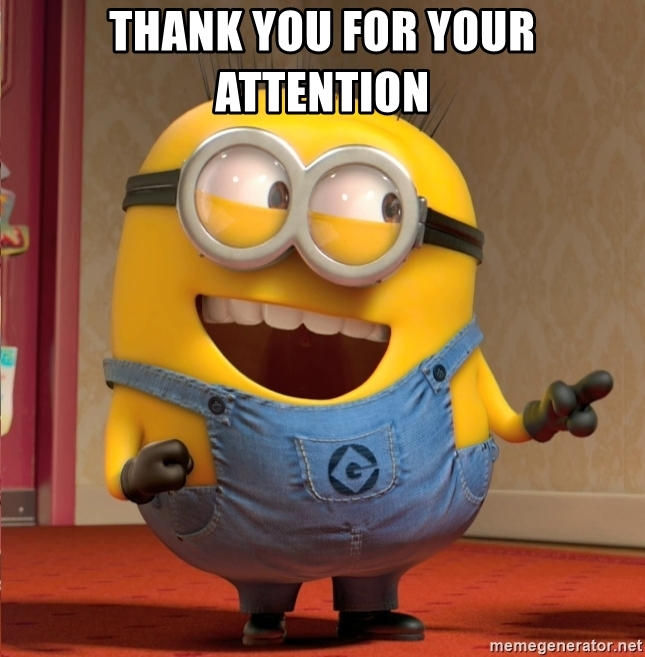 THANK YOU FOR YOUR
ATTENTION
G
memegenerator.net